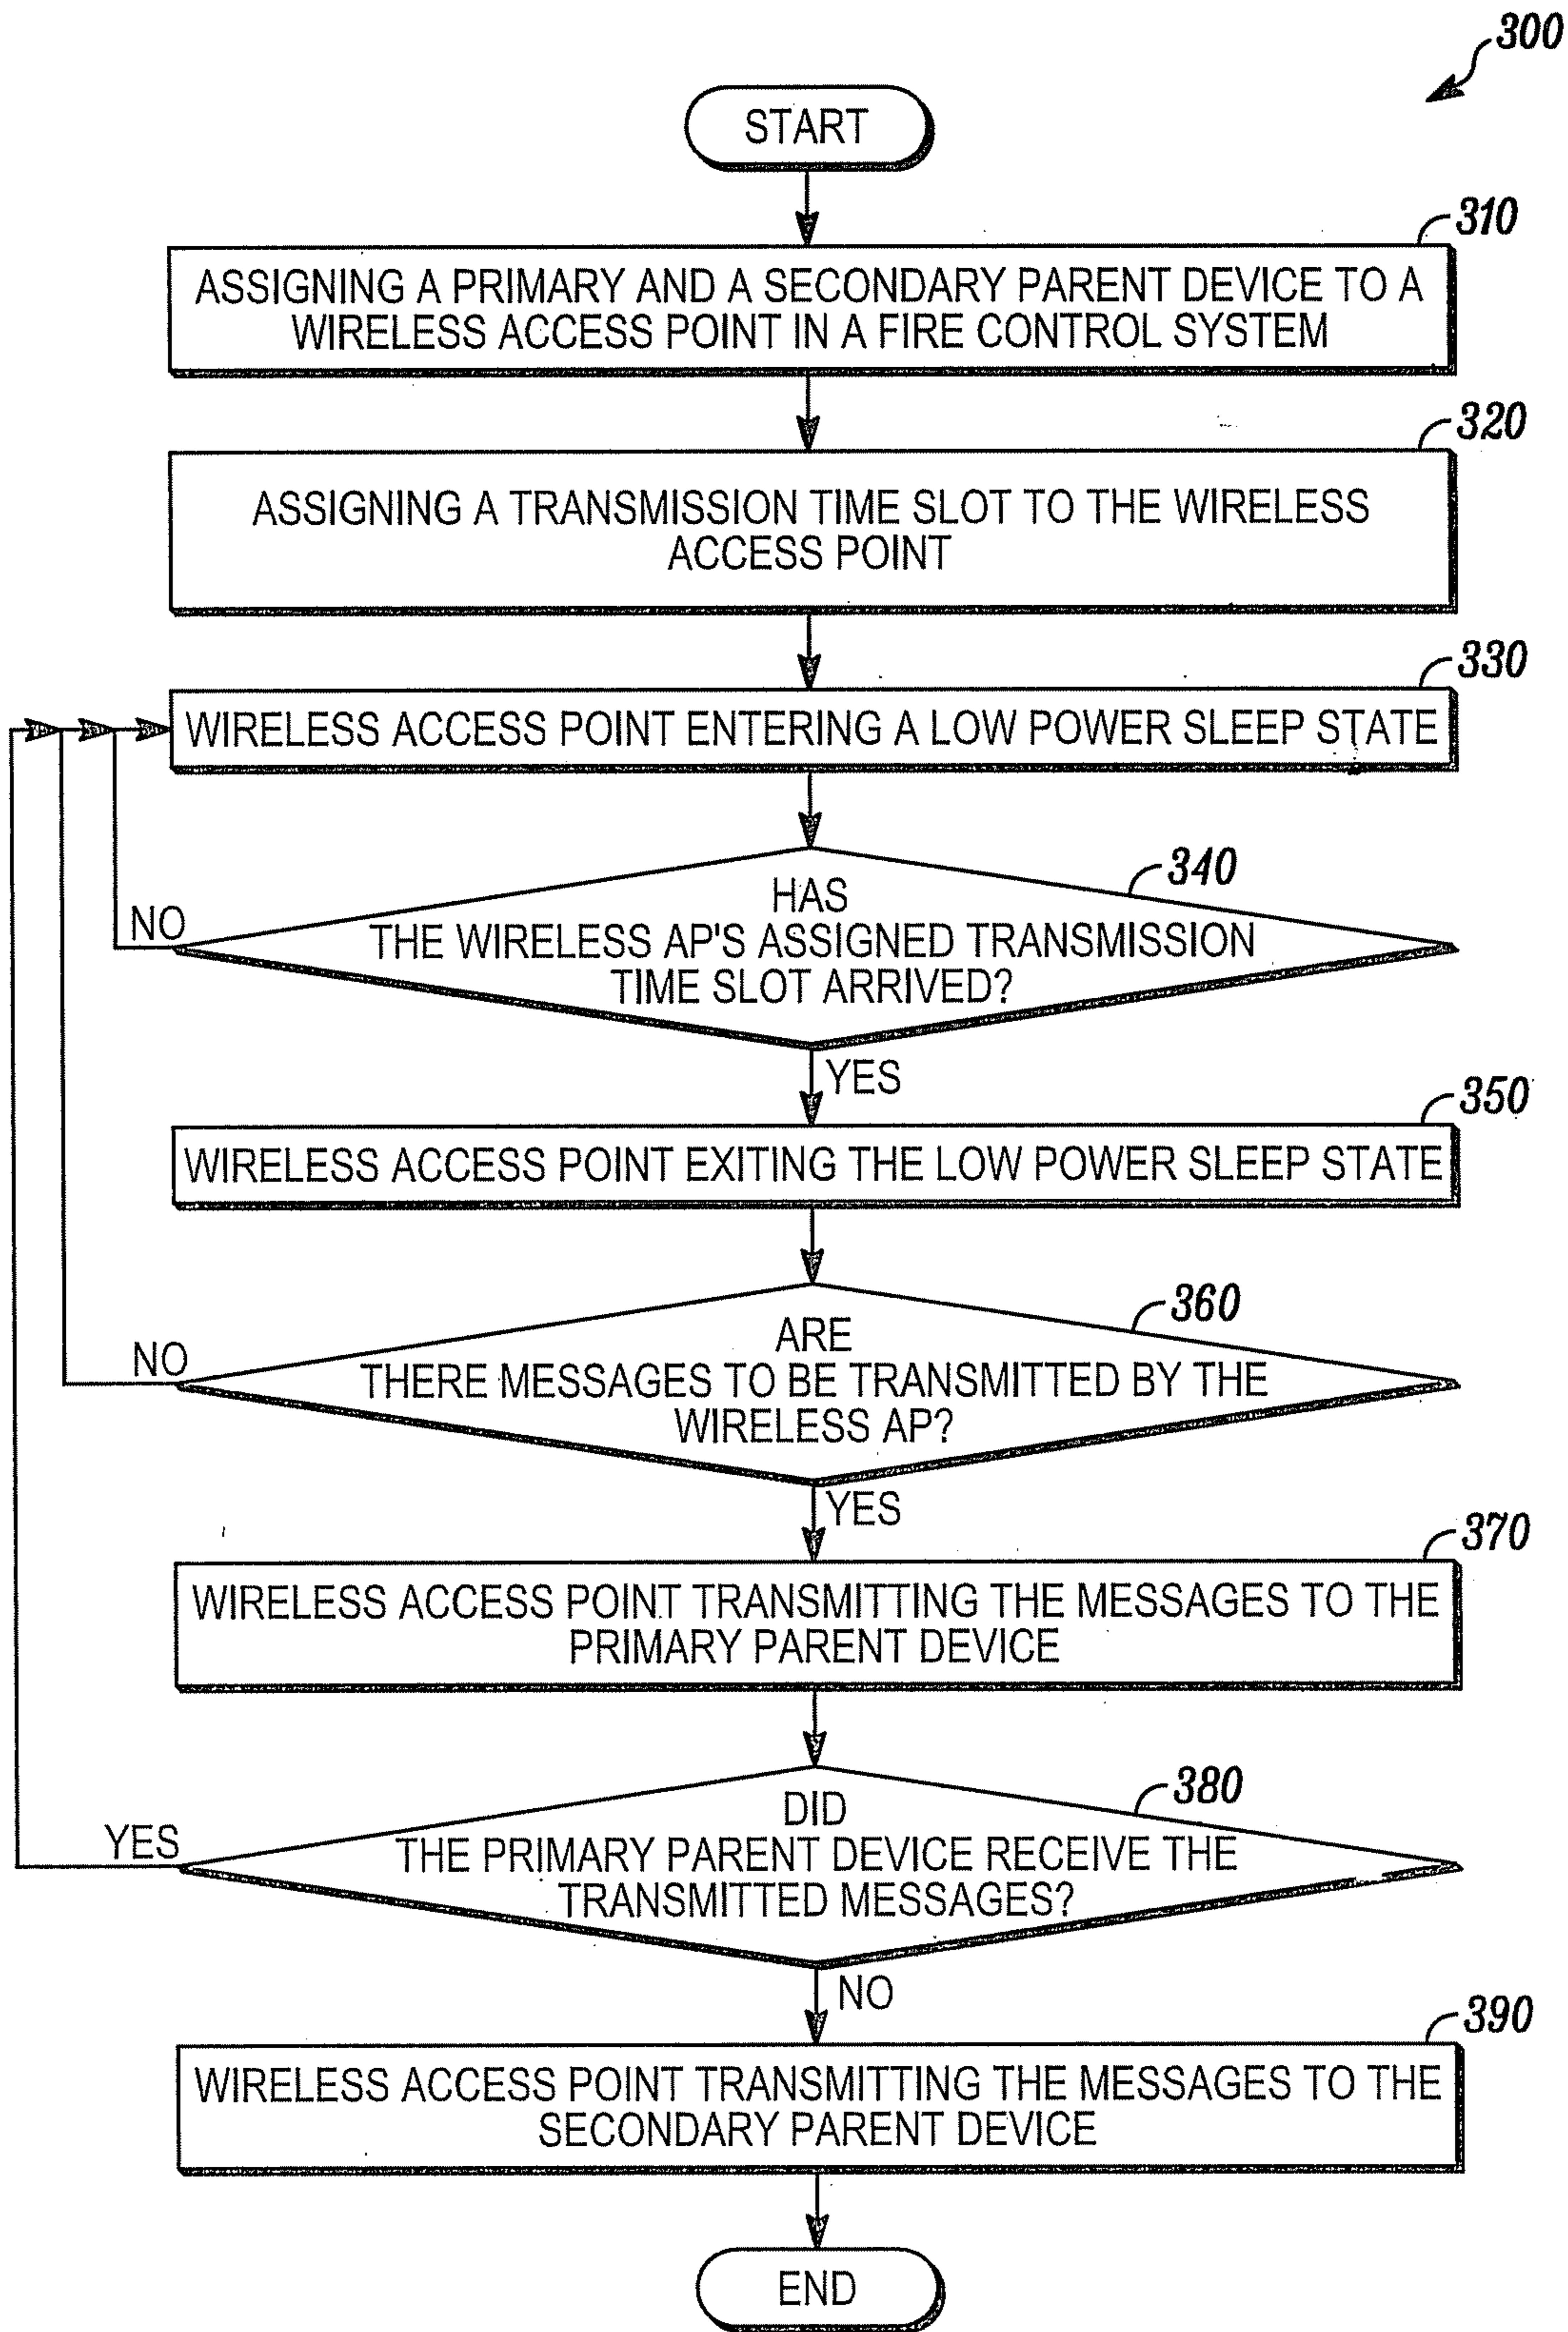 300
START
310
ASSIGNING A PRIMARY AND A SECONDARY PARENT DEVICE TO A
WIRELESS ACCESS POINT IN A FIRE CONTROL SYSTEM
320
ASSIGNING A TRANSMISSION TIME SLOT TO THE WIRELESS
ACCESS POINT
330
WIRELESS ACCESS POINT ENTERING A LOW POWER SLEEP STATE
340
HAS
THE WIRELESS AP'S ASSIGNED TRANSMISSION
TIME SLOT ARRIVED?
NO
YES
350
WIRELESS ACCESS POINT EXITING THE LOW POWER SLEEP STATE
360
ARE
THERE MESSAGES TO BE TRANSMITTED BY THE
WIRELESS AP?
NO
YES
370
WIRELESS ACCESS POINT TRANSMITTING THE MESSAGES TO THE
PRIMARY PARENT DEVICE
380
DID
THE PRIMARY PARENT DEVICE RECEIVE THE
TRANSMITTED MESSAGES?
YES
NO
390
WIRELESS ACCESS POINT TRANSMITTING THE MESSAGES TO THE
SECONDARY PARENT DEVICE
END